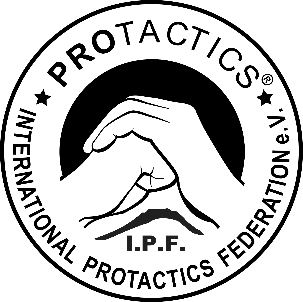 PROTACTICS®
I.P.F.
INTERNATIONAL PROTACTICS FEDERATION e.V.